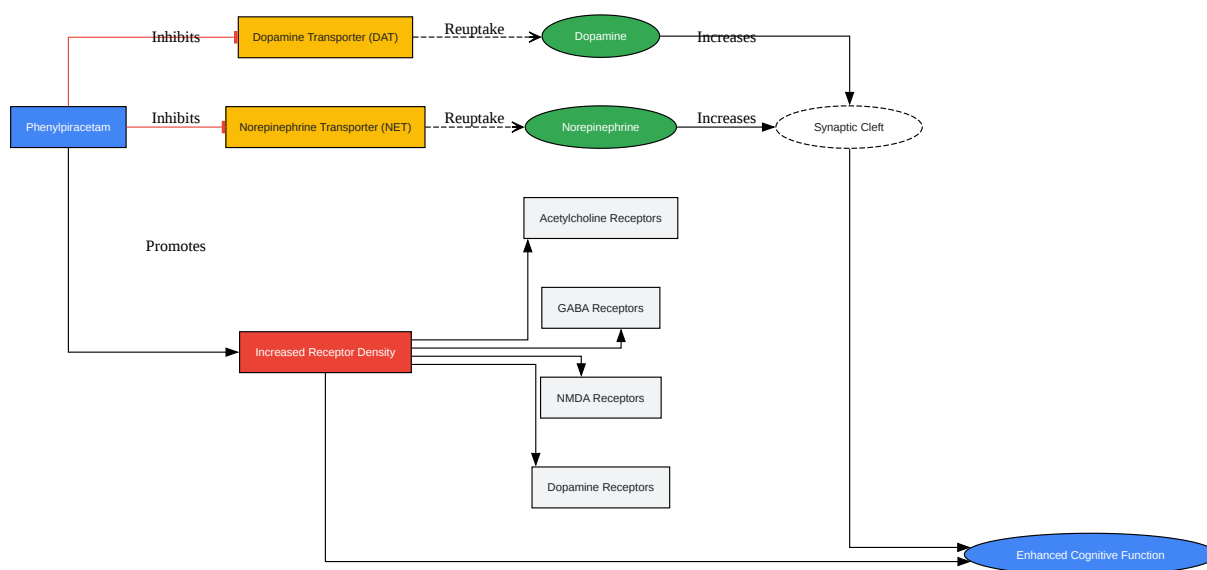 Inhibits
Dopamine Transporter (DAT)
Reuptake
Dopamine
Increases
Phenylpiracetam
Inhibits
Norepinephrine Transporter (NET)
Reuptake
Norepinephrine
Increases
Synaptic Cleft
Acetylcholine Receptors
Promotes
GABA Receptors
Increased Receptor Density
NMDA Receptors
Dopamine Receptors
Enhanced Cognitive Function